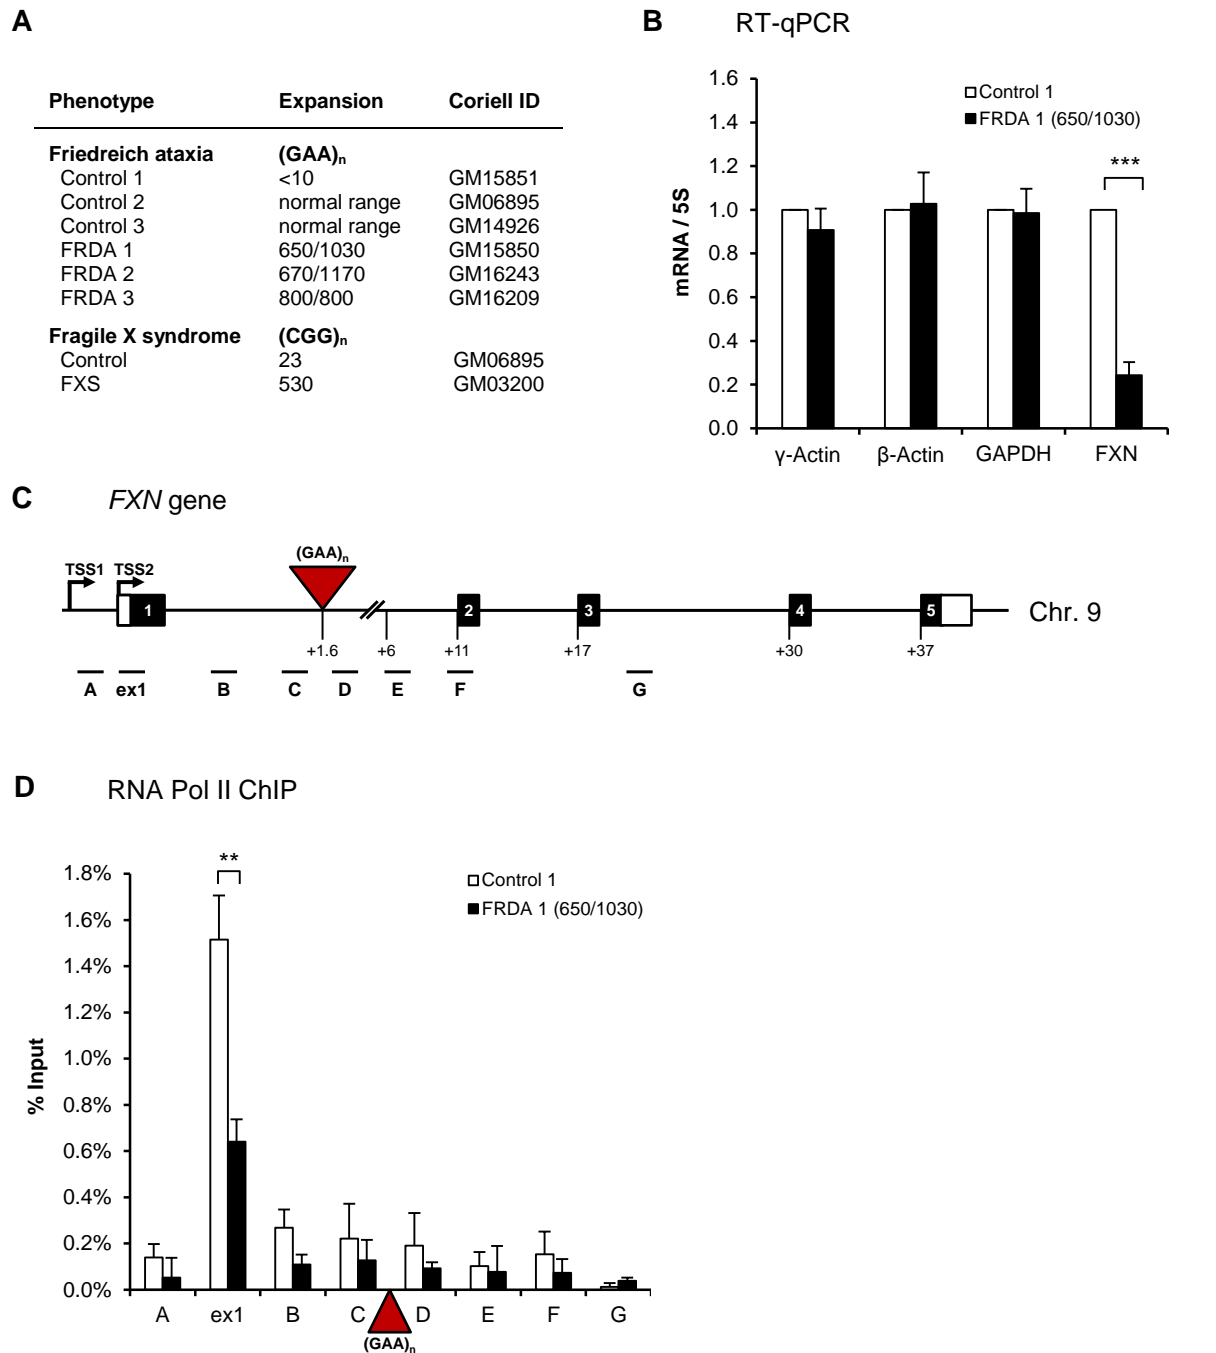 A
Phenotype Expansion Coriell ID
Friedreich ataxia (GAA)n
Control 1 <10 GM15851
Control 2 normal range GM06895
Control 3 normal range GM14926
FRDA 1 650/1030 GM15850
FRDA 2 670/1170 GM16243
FRDA 3 800/800 GM16209
Fragile X syndrome (CGG)n
Control 23 GM06895
FXS 530 GM03200
B RT-qPCR
mRNA / 5S
1.6
1.4
1.2
1.0
0.8
0.6
0.4
0.2
0.0
Control 1
FRDA 1 (650/1030)
***
γ-Actin β-Actin GAPDH FXN
C FXN gene
(GAA)n
TSS1 TSS2
1 2 3 4 5 Chr. 9
+1.6 +6 +11 +17 +30 +37
A ex1 B C D E F G
D RNA Pol II ChIP
% Input
1.8%
1.6%
1.4%
1.2%
1.0%
0.8%
0.6%
0.4%
0.2%
0.0%
**
Control 1
FRDA 1 (650/1030)
A ex1 B C D E F G
(GAA)n